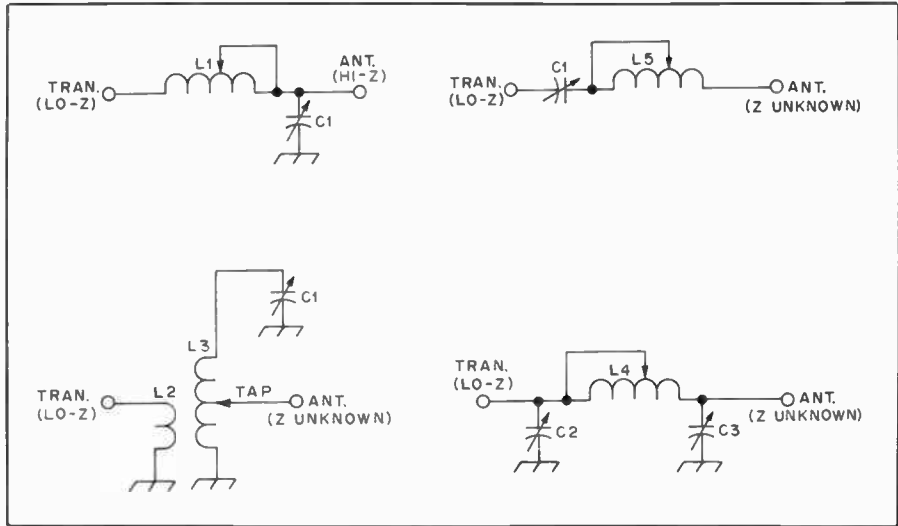 TRAN.
(LO-Z)
L1
ANT.
(HI-Z)
C1
TRAN.
(LO-Z)
C1
L5
ANT.
(Z UNKNOWN)
TRAN.
(LO-Z)
L2
L3
C1
TAP
ANT.
(Z UNKNOWN)
TRAN.
(LO-Z)
L4
C2
C3
ANT.
(Z UNKNOWN)